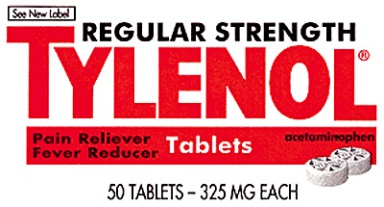 See New Label
REGULAR STRENGTH
TYLENOL®
Pain Reliever
Fever Reducer
Tablets
acetaminophen
50 TABLETS – 325 MG EACH